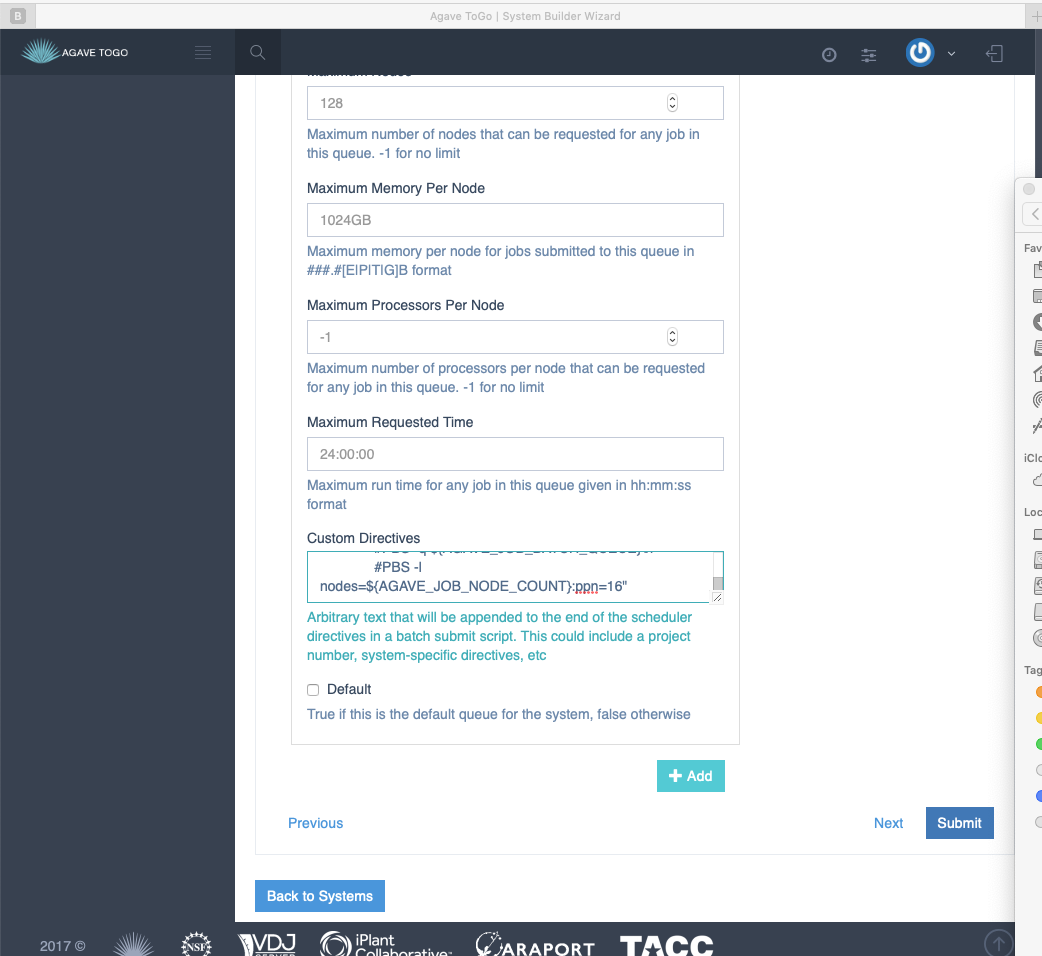 B
Agave ToGo | System Builder Wizard
AGAVE TOGO
128
Maximum number of nodes that can be requested for any job in
this queue. -1 for no limit
Maximum Memory Per Node
1024GB
Maximum memory per node for jobs submitted to this queue in
###.#[E|P|T|G]B format
Maximum Processors Per Node
-1
Maximum number of processors per node that can be requested
for any job in this queue. -1 for no limit
Maximum Requested Time
24:00:00
Maximum run time for any job in this queue given in hh:mm:ss
format
Custom Directives
#PBS -l
nodes=${AGAVE_JOB_NODE_COUNT}:ppn=16"
Arbitrary text that will be appended to the end of the scheduler
directives in a batch submit script. This could include a project
number, system-specific directives, etc
Default
True if this is the default queue for the system, false otherwise
+ Add
Previous
Next
Submit
Back to Systems
2017 ©
NSF
VDJ
iPlant
Collaborative
ARAPORT
TACC
Fav
iClo
Loc
Tag